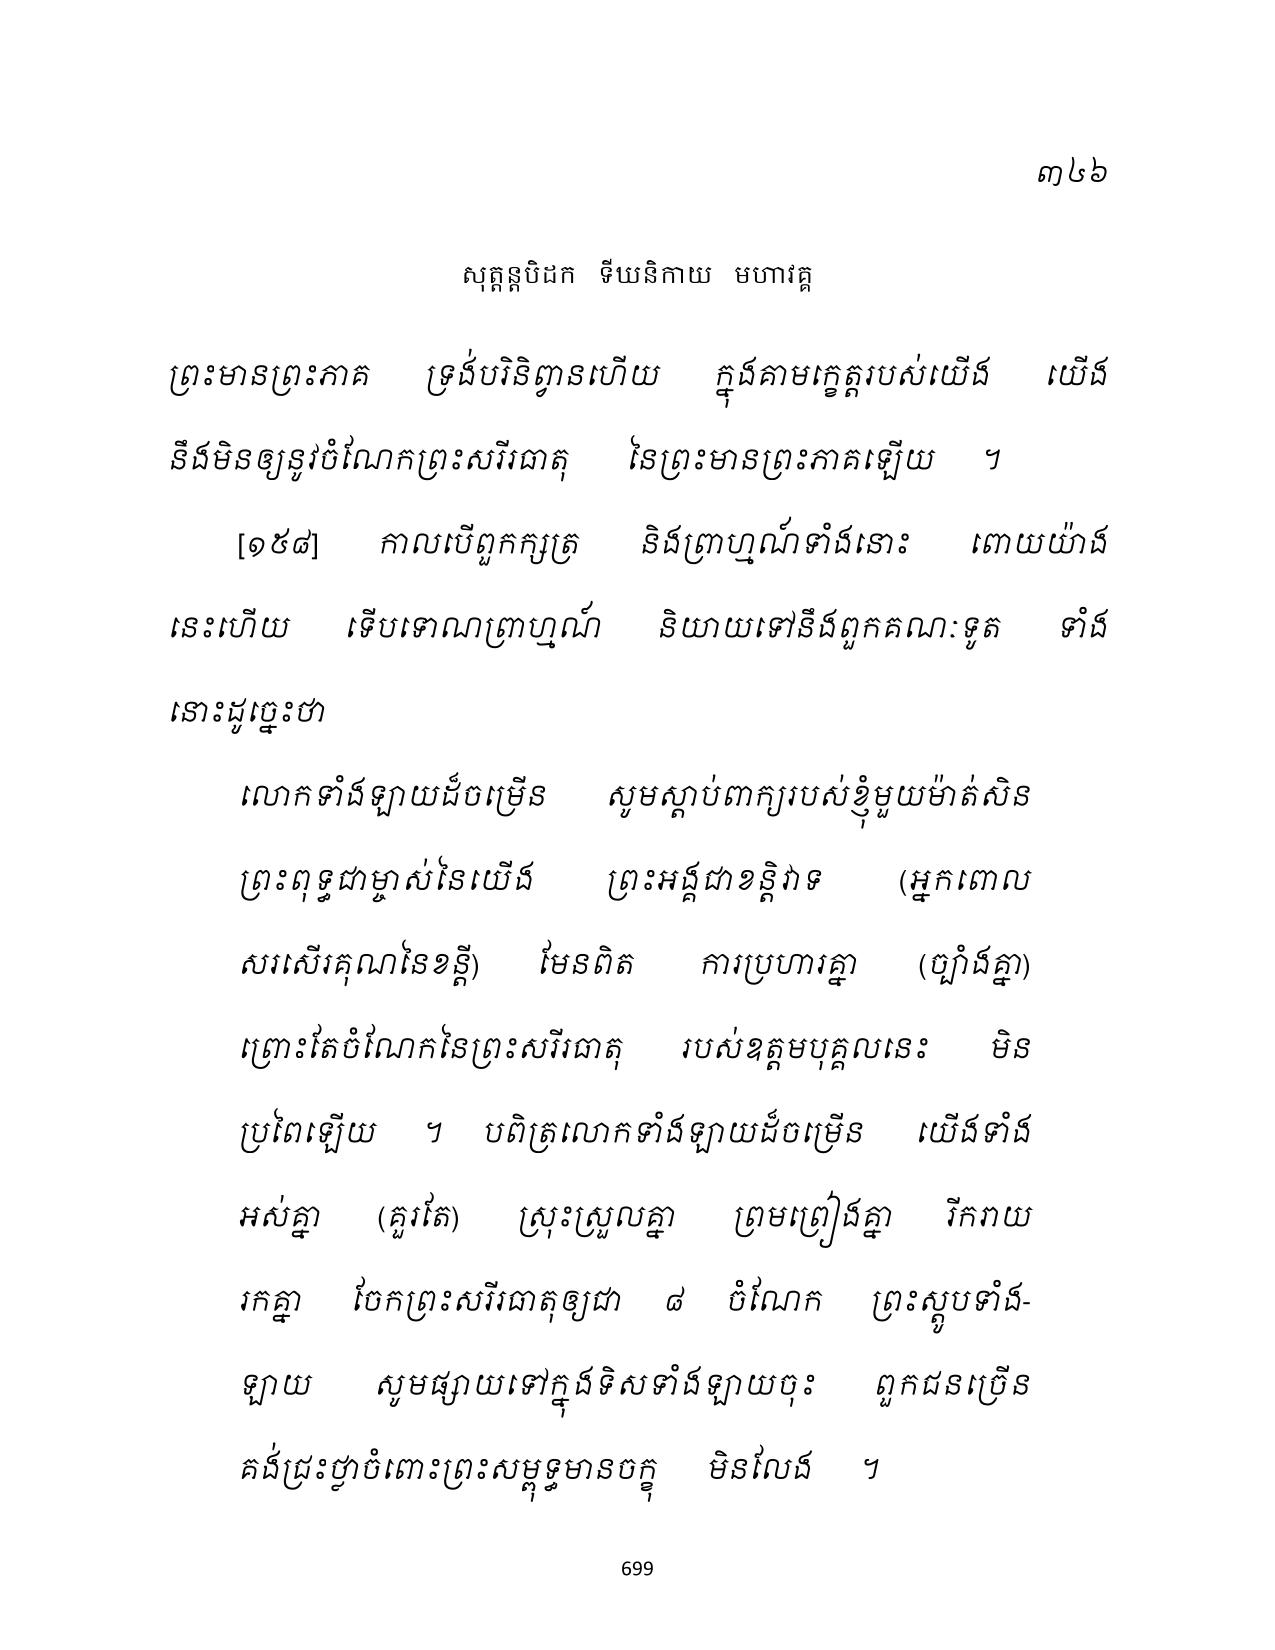 ៣៤៦
សុត្តន្តបិដក ទីឃនិកាយ មហាវគ្គ
ព្រះមានព្រះភាគ ទ្រង់បរិនិព្វានហើយ ក្នុងគាមក្ខេត្តរបស់យើង យើង
នឹងមិនឲ្យនូវចំណែកព្រះសរីរធាតុ នៃព្រះមានព្រះភាគឡើយ ។
[១៥៨] កាលបើពួកក្សត្រ និងព្រាហ្មណ៍ទាំងនោះ ពោយយ៉ាង
នេះហើយ ទើបទោណព្រាហ្មណ៍ និយាយទៅនឹងពួកគណៈទូត ទាំង
នោះដូច្នេះថា
លោកទាំងឡាយដ៏ចម្រើន សូមស្តាប់ពាក្យរបស់ខ្ញុំមួយម៉ាត់សិន
ព្រះពុទ្ធជាម្ចាស់នៃយើង ព្រះអង្គជាខន្តិវាទ (អ្នកពោល
សរសើរគុណនៃខន្តី) មែនពិត ការប្រហារគ្នា (ច្បាំងគ្នា)
ព្រោះតែចំណែកនៃព្រះសរីរធាតុ របស់ឧត្តមបុគ្គលនេះ មិន
ប្រពៃឡើយ ។ បពិត្រលោកទាំងឡាយដ៏ចម្រើន យើងទាំង
អស់គ្នា (គួរតែ) ស្រុះស្រួលគ្នា ព្រមព្រៀងគ្នា រីករាយ
រកគ្នា ចែកព្រះសរីរធាតុឲ្យជា ៨ ចំណែក ព្រះស្តូបទាំង-
ឡាយ សូមផ្សាយទៅក្នុងទិសទាំងឡាយចុះ ពួកជនច្រើន
គង់ជ្រះថ្លាចំពោះព្រះសម្ពុទ្ធមានចក្ខុ មិនលែង ។
699